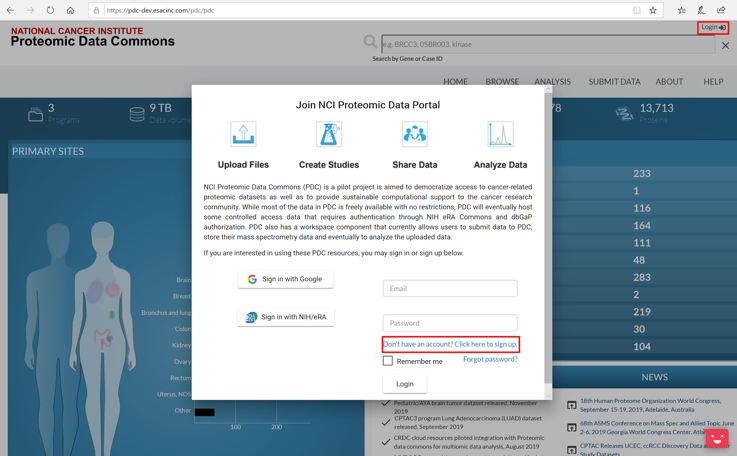 https://pdc-dev.esacinc.com/pdc/pdc
NATIONAL CANCER INSTITUTE
Proteomic Data Commons
Login
e.g, BRCC3, 05BR003, kinase
Search by Gene or Case ID
HOME BROWSE ANALYSIS SUBMIT DATA ABOUT HELP
3
Programs
9 TB
Data volume
78
13,713
Proteins
PRIMARY SITES
Brain
Breast
Bronchus and lung
Colon
Kidney
Ovary
Rectum
Uterus, NOS
Other
100 200
Join NCI Proteomic Data Portal
Upload Files Create Studies Share Data Analyze Data
NCI Proteomic Data Commons (PDC) is a pilot project is aimed to democratize access to cancer-related
proteomic datasets as well as to provide sustainable computational support to the cancer research
community. While most of the data in PDC is freely available with no restrictions, PDC will eventually host
some controlled access data that requires authentication through NIH eRA Commons and dbGaP
authorization. PDC also has a workspace component that currently allows users to submit data to PDC,
store their mass spectrometry data and eventually to analyze the uploaded data.
If you are interested in using these PDC resources, you may sign in or sign up below.
Sign in with Google
Sign in with NIH/eRA
Email
Password
Don't have an account? Click here to sign up.
Remember me
Forgot password?
Login
233
1
116
164
111
48
283
2
219
30
104
Pediatric/AYA brain tumor dataset released, November
2019
CPTAC3 program Lung Adenocarcinoma (LUAD) dataset
released, September 2019
CRDC cloud resources piloted integration with Proteomic
data commons for multiomic data analysis, August 2019
NEWS
18th Human Proteome Organization World Congress,
September 15-19, 2019, Adelaide, Australia
68th ASMS Conference on Mass Spec and Allied Topics June
2-6, 2019 Georgia World Congress Center, Atlanta
CPTAC Releases UCEC, ccRCC Discovery Data
Study Datasets